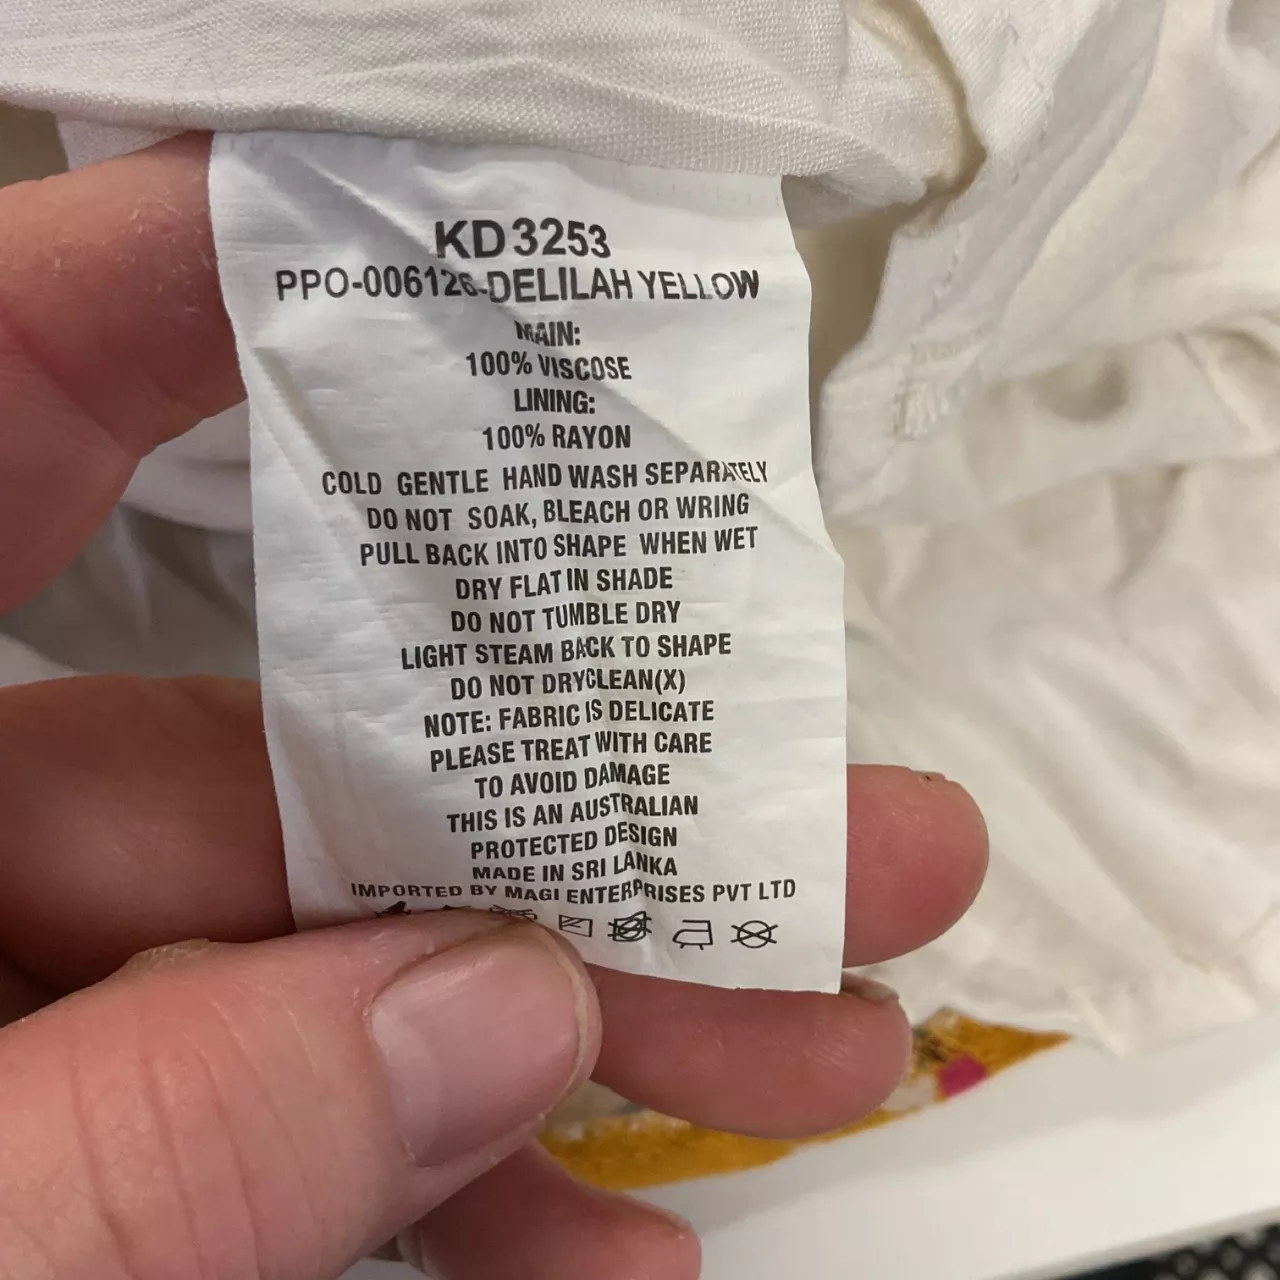 KD 3253
PPO-006126-DELILAH YELLOW
MAIN:
100% VISCOSE
LINING:
100% RAYON
COLD GENTLE HAND WASH SEPARATELY
DO NOT SOAK, BLEACH OR WRING
PULL BACK INTO SHAPE WHEN WET
DRY FLAT IN SHADE
DO NOT TUMBLE DRY
LIGHT STEAM BACK TO SHAPE
DO NOT DRYCLEAN(X)
NOTE: FABRIC IS DELICATE
PLEASE TREAT WITH CARE
TO AVOID DAMAGE
THIS IS AN AUSTRALIAN
PROTECTED DESIGN
MADE IN SRI LANKA
IMPORTED BY MAGI ENTERPRISES PVT LTD